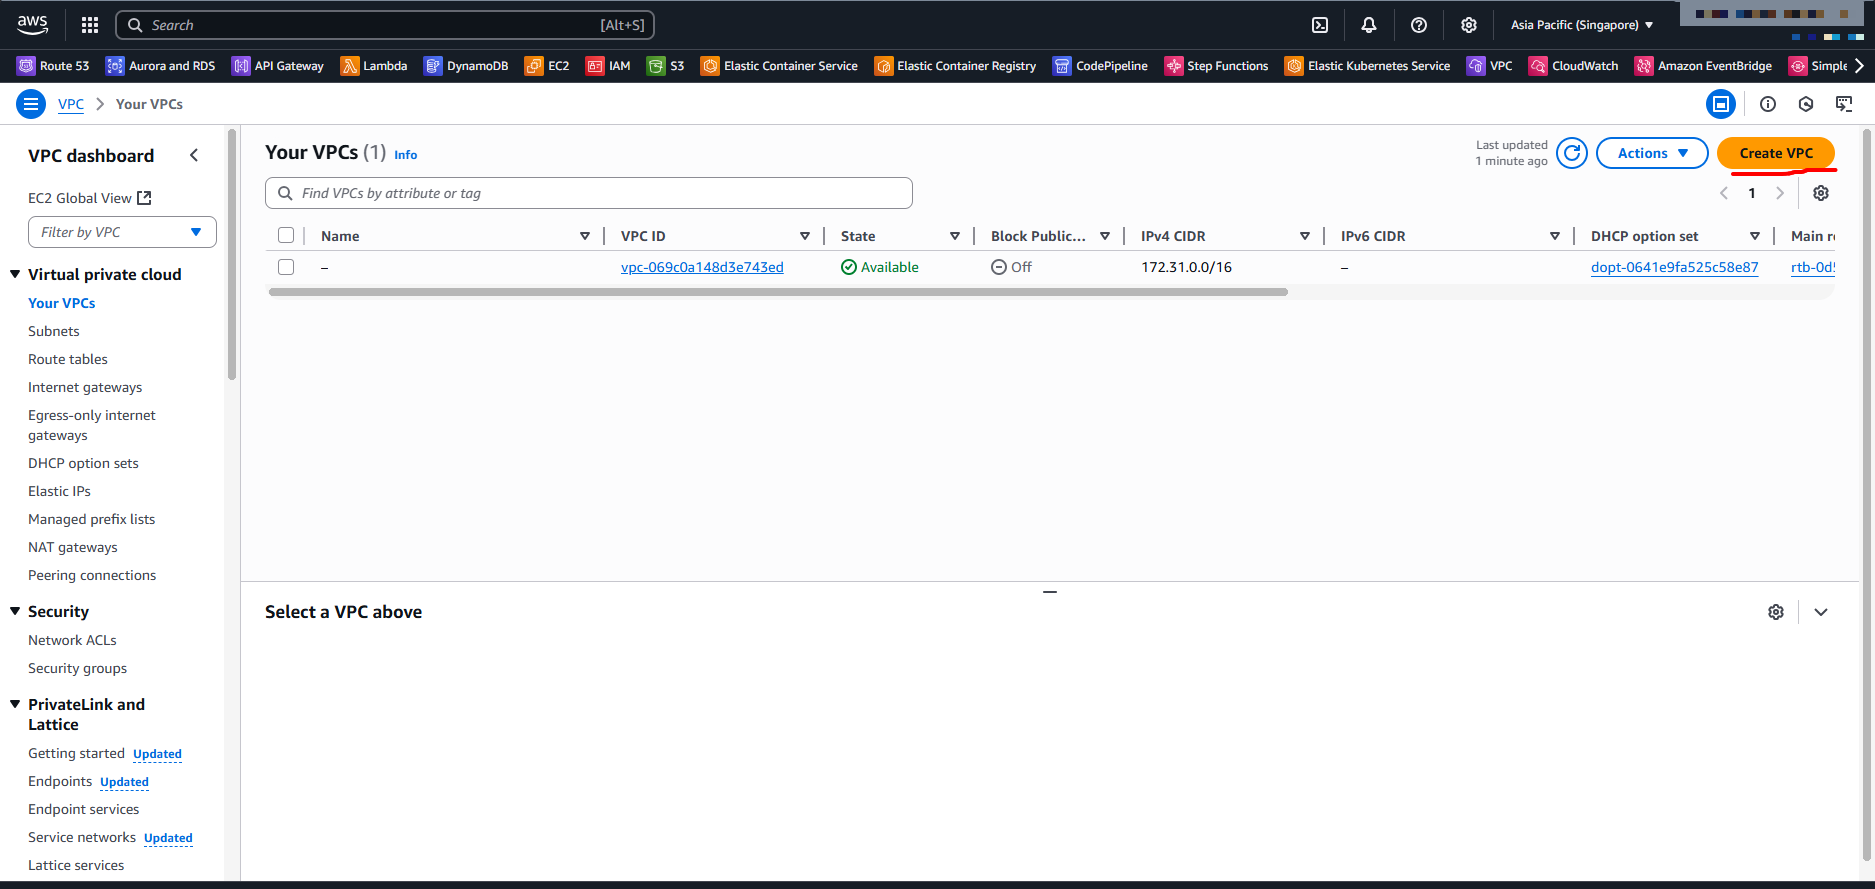 aws
Search [Alt+S]
Asia Pacific (Singapore)
Route 53 Aurora and RDS API Gateway Lambda DynamoDB EC2 IAM S3 Elastic Container Service Elastic Container Registry CodePipeline Step Functions Elastic Kubernetes Service VPC CloudWatch Amazon EventBridge Simple
VPC Your VPCs
VPC dashboard
EC2 Global View
Filter by VPC
Virtual private cloud
Your VPCs
Subnets
Route tables
Internet gateways
Egress-only internet
gateways
DHCP option sets
Elastic IPs
Managed prefix lists
NAT gateways
Peering connections
Security
Network ACLs
Security groups
PrivateLink and
Lattice
Getting started Updated
Endpoints Updated
Endpoint services
Service networks Updated
Lattice services
Your VPCs (1) Info
Last updated
1 minute ago
Actions
Create VPC
Find VPCs by attribute or tag
1
Name VPC ID State Block Public... IPv4 CIDR IPv6 CIDR DHCP option set Main r
– vpc-069c0a148d3e743ed Available Off 172.31.0.0/16 – dopt-0641e9fa525c58e87 rtb-0d5
Select a VPC above